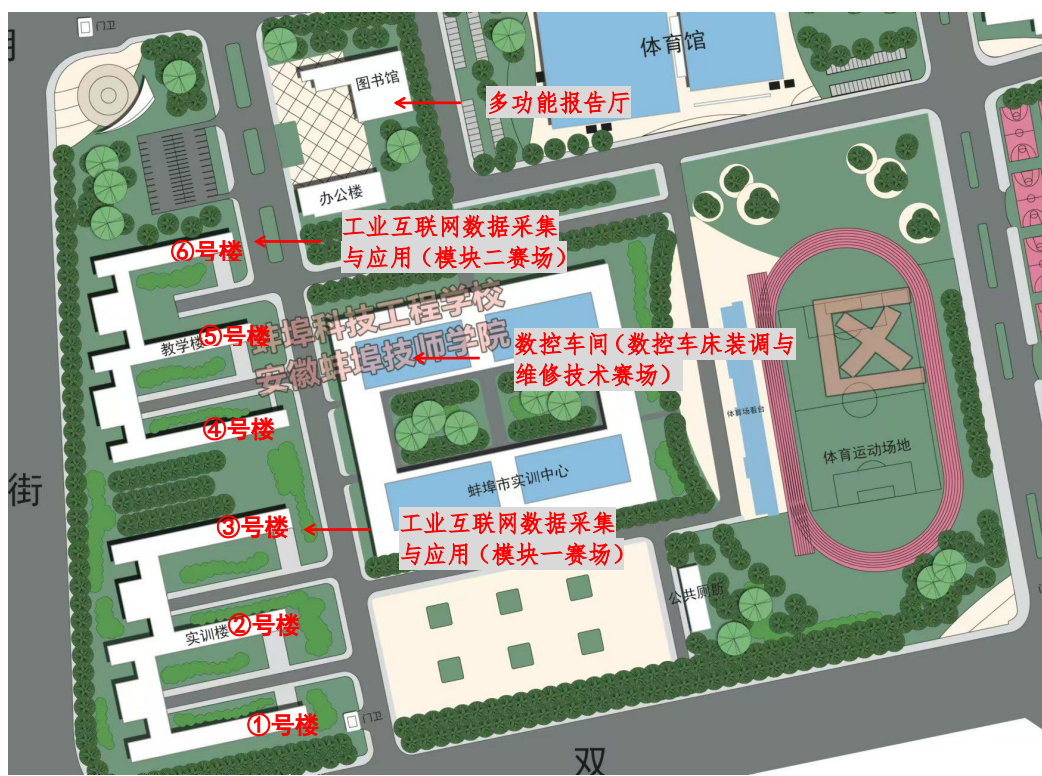 门卫
体育馆
图书馆
多功能报告厅
办公楼
工业互联网数据采集
与应用（模块二赛场）
⑥号楼
蚌埠科技工程学校
安徽蚌埠技师学院
⑤号楼
教学楼
数控车间（数控车床装调与
维修技术赛场）
④号楼
体育场看台
体育运动场地
蚌埠市实训中心
街
③号楼
工业互联网数据采集
与应用（模块一赛场）
公共厕所
②号楼
实训楼
①号楼
门卫
双